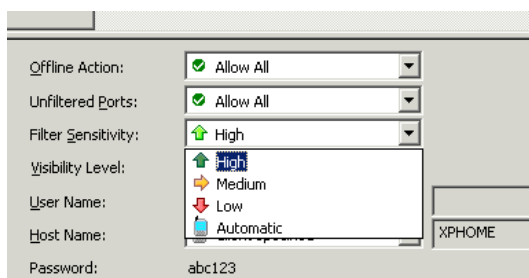 Offline Action: Allow All
Unfiltered Ports: Allow All
Filter Sensitivity: High
Visibility Level: High
Medium
User Name: Low
Automatic
Host Name: XPHOME
Password: abc123